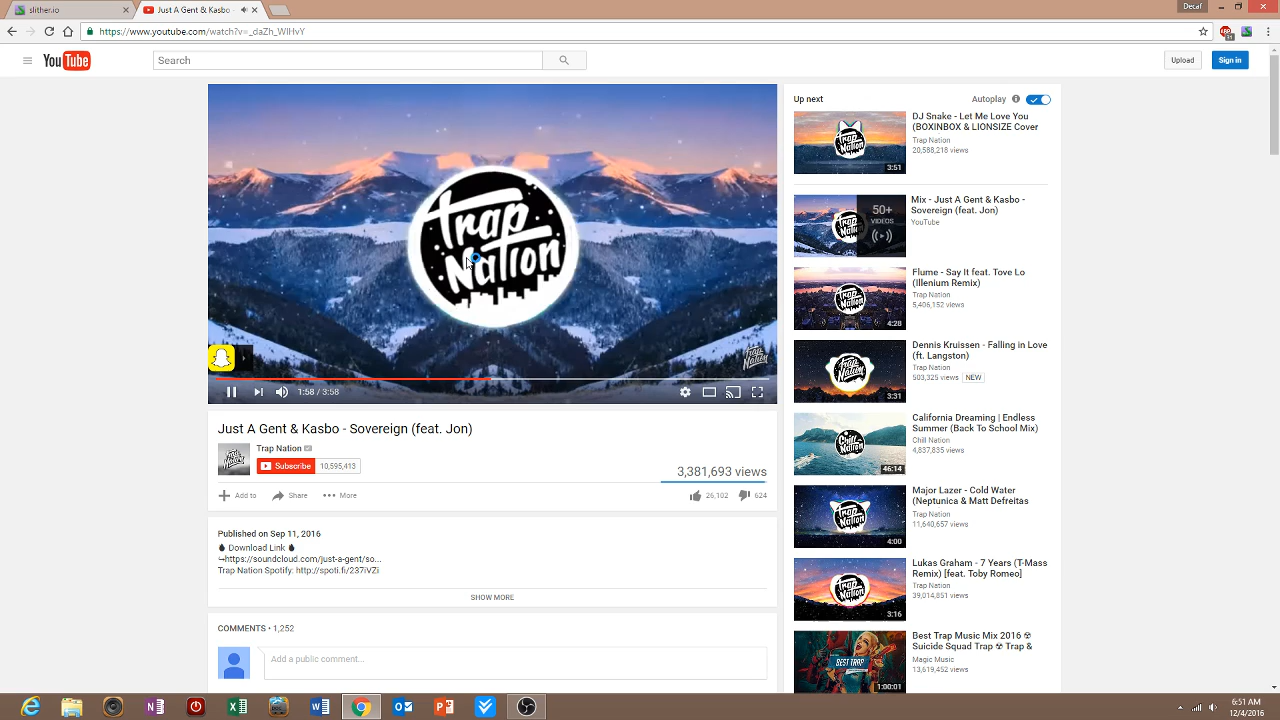 slither.io
Just A Gent & Kasbo -
Decaf
https://www.youtube.com/watch?v=_daZh_WIHvY
YouTube
Search
Upload
Sign in
Trap
Nation
1:58 / 3:58
Just A Gent & Kasbo - Sovereign (feat. Jon)
Trap Nation
Subscribe
10,595,413
3,381,693 views
Add to
Share
More
26,102
624
Published on Sep 11, 2016
Download Link
https://soundcloud.com/just-a-gent/so...
Trap Nation Spotify: http://spoti.fi/237iVZi
SHOW MORE
COMMENTS • 1,252
Add a public comment...
Up next
Autoplay
3:51
DJ Snake - Let Me Love You
(BOXINBOX & LIONSIZE Cover
Trap Nation
20,588,218 views
50+
VIDEOS
Mix - Just A Gent & Kasbo -
Sovereign (feat. Jon)
YouTube
4:28
Flume - Say It feat. Tove Lo
(Illenium Remix)
Trap Nation
5,406,152 views
3:31
Dennis Kruissen - Falling in Love
(ft. Langston)
Trap Nation
503,325 views NEW
Chill
Nation
46:14
California Dreaming | Endless
Summer (Back To School Mix)
Chill Nation
4,837,835 views
4:00
Major Lazer - Cold Water
(Neptunica & Matt Defreitas
Trap Nation
11,640,657 views
3:16
Lukas Graham - 7 Years (T-Mass
Remix) [feat. Toby Romeo]
Trap Nation
39,014,851 views
BEST TRAP
1:00:01
Best Trap Music Mix 2016 ☢
Suicide Squad Trap ☢ Trap &
Magic Music
13,619,452 views
6:51 AM
12/4/2016